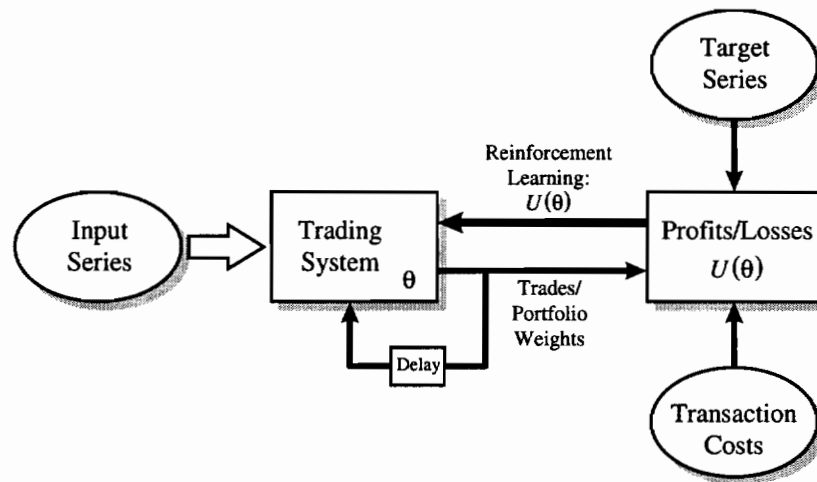 Target
Series
Reinforcement
Learning:
U(θ)
Input
Series
Trading
System
θ
Profits/Losses
U(θ)
Trades/
Portfolio
Weights
Delay
Transaction
Costs